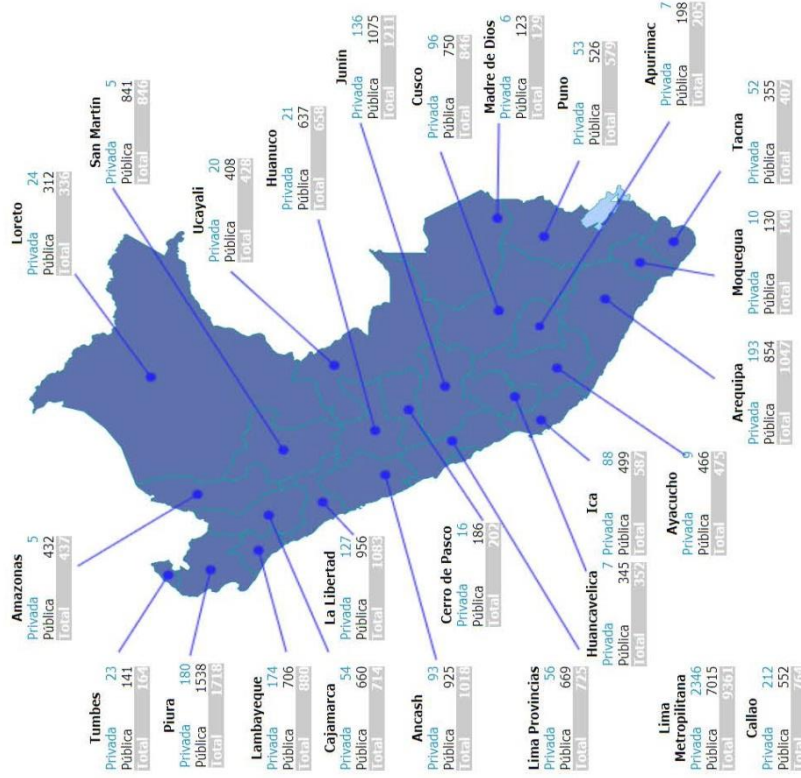 Amazonas
Privada 5
Pública 432
Total 437
Loreto
Privada 24
Pública 312
Total 336
Tumbes
Privada 23
Pública 141
Total 164
San Martín
Privada 5
Pública 841
Total 846
Piura
Privada 180
Pública 1538
Total 1718
Ucayali
Privada 20
Pública 408
Total 428
Lambayeque
Privada 174
Pública 706
Total 880
Huanuco
Privada 21
Pública 637
Total 658
Cajamarca
Privada 54
Pública 660
Total 714
La Libertad
Privada 127
Pública 956
Total 1083
Junín
Privada 136
Pública 1075
Total 1211
Ancash
Privada 93
Pública 925
Total 1018
Cusco
Privada 96
Pública 750
Total 846
Cerro de Pasco
Privada 16
Pública 186
Total 202
Madre de Dios
Privada 6
Pública 123
Total 129
Lima Provincias
Privada 56
Pública 669
Total 725
Puno
Privada 53
Pública 526
Total 579
Huancavelica
Privada 7
Pública 345
Total 352
Ica
Privada 88
Pública 499
Total 587
Apurimac
Privada 7
Pública 198
Total 205
Lima
Metropilitana
Privada 2346
Pública 7015
Total 9361
Ayacucho
Privada 9
Pública 466
Total 475
Arequipa
Privada 193
Pública 854
Total 1047
Moquegua
Privada 10
Pública 130
Total 140
Tacna
Privada 52
Pública 355
Total 407
Callao
Privada 212
Pública 552
Total 764